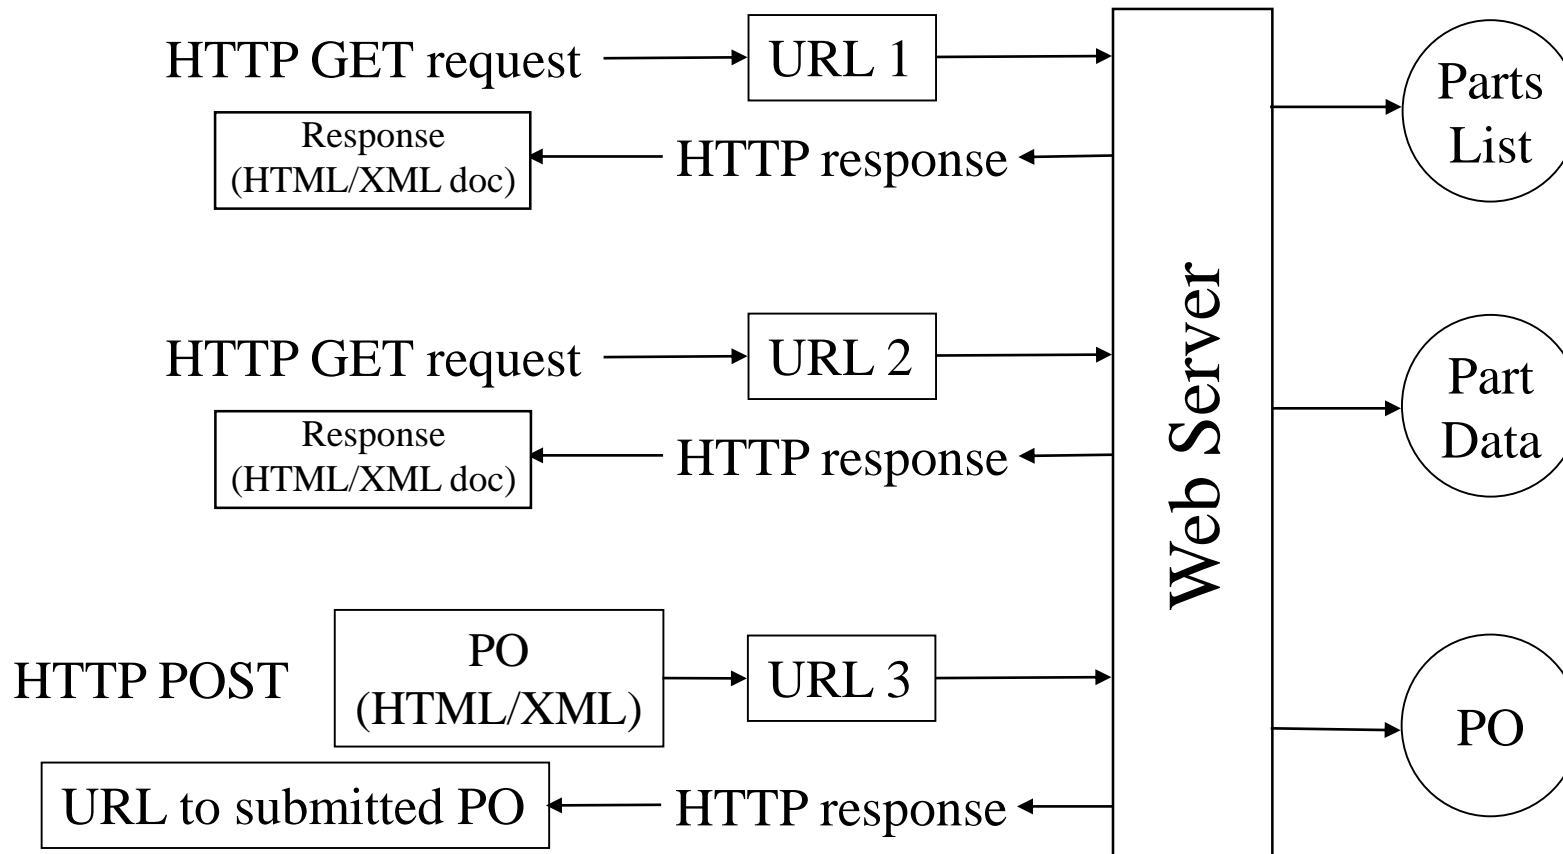 HTTP GET request
URL 1
Parts
List
Response
(HTML/XML doc)
HTTP response
Web Server
HTTP GET request
URL 2
Part
Data
Response
(HTML/XML doc)
HTTP response
HTTP POST
PO
(HTML/XML)
URL 3
PO
URL to submitted PO
HTTP response